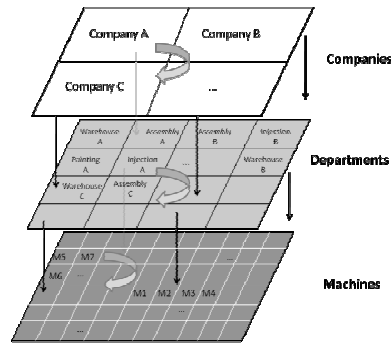 Company A Company B
Company C ...
Companies
Warehouse A Assembly A Assembly B Injection B
Painting A Injection A ... Warehouse B
Warehouse C Assembly C
Departments
M5 M7 ...
M6 ...
M1 M2 M3 M4
...
...
Machines